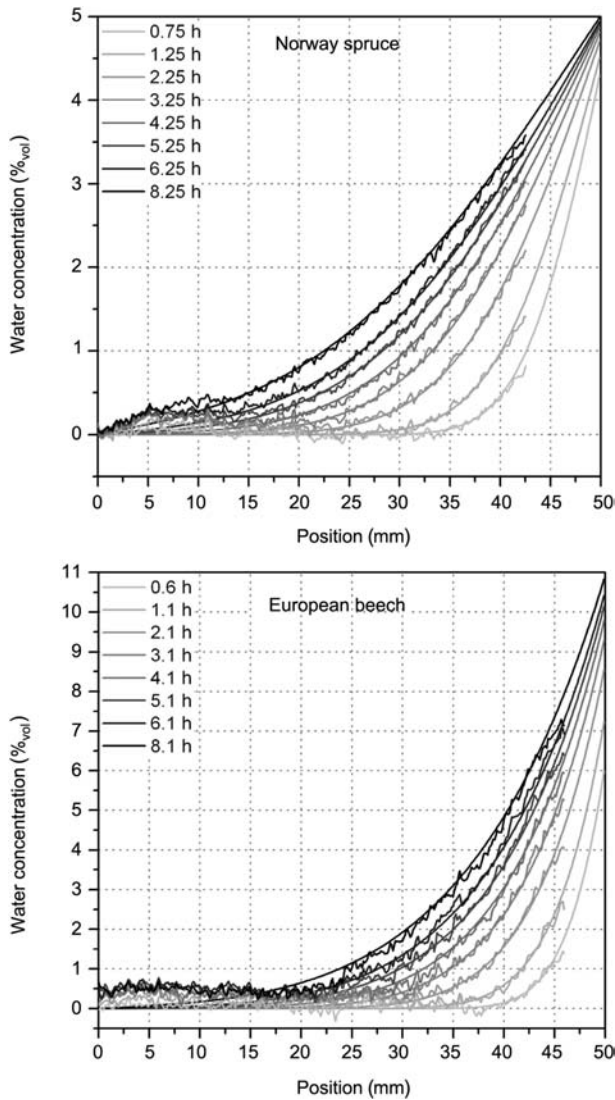 Norway spruce
0.75 h
1.25 h
2.25 h
3.25 h
4.25 h
5.25 h
6.25 h
8.25 h
Water concentration (%vol)
5
4
3
2
1
0
0 5 10 15 20 25 30 35 40 45 50
Position (mm)
European beech
0.6 h
1.1 h
2.1 h
3.1 h
4.1 h
5.1 h
6.1 h
8.1 h
Water concentration (%vol)
11
10
9
8
7
6
5
4
3
2
1
0
0 5 10 15 20 25 30 35 40 45 50
Position (mm)